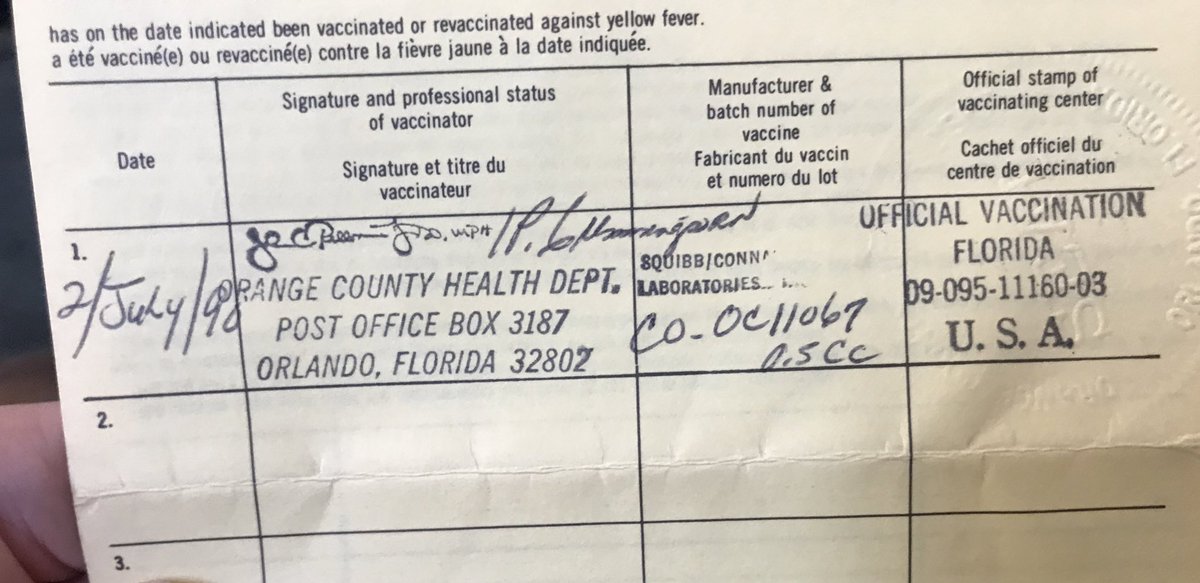 has on the date indicated been vaccinated or revaccinated against yellow fever.
a été vacciné(e) ou revacciné(e) contre la fièvre jaune à la date indiquée.
Date
Signature and professional status
of vaccinator
Signature et titre du
vaccinateur
Manufacturer &
batch number of
vaccine
Fabricant du vaccin
et numero du lot
Official stamp of
vaccinating center
Cachet officiel du
centre de vaccination
1.
2/July/98
MPH
ORANGE COUNTY HEALTH DEPT.
POST OFFICE BOX 3187
ORLANDO, FLORIDA 32802
SQUIBB/CONN
LABORATORIES
CO-OC11067
0.5CC
OFFICIAL VACCINATION
FLORIDA
09-095-11160-03
U. S. A.
2.
3.